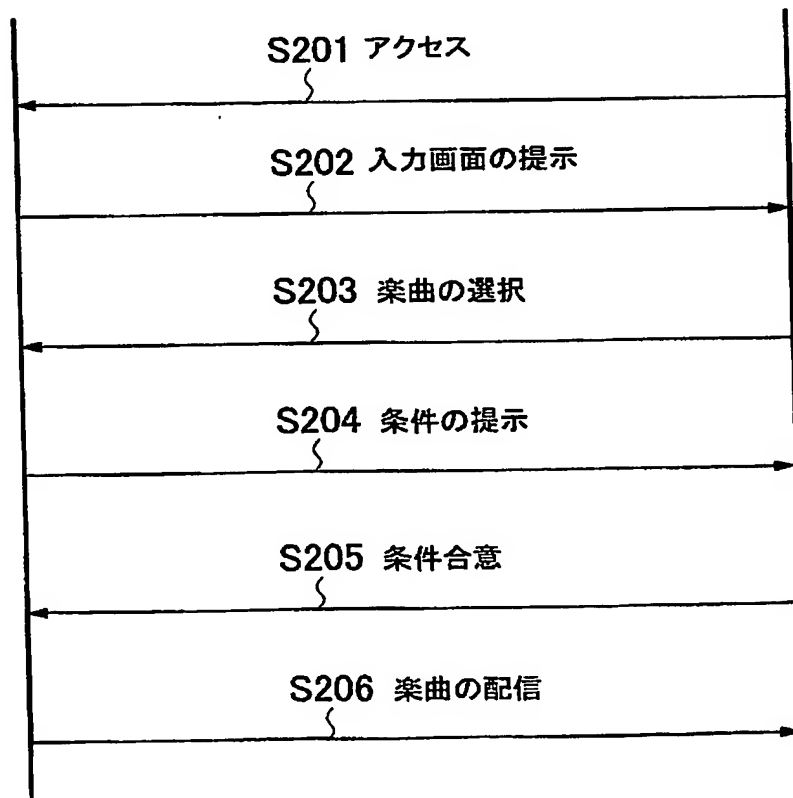 S201 アクセス
S202 入力画面の提示
S203 楽曲の選択
S204 条件の提示
S205 条件合意
S206 楽曲の配信